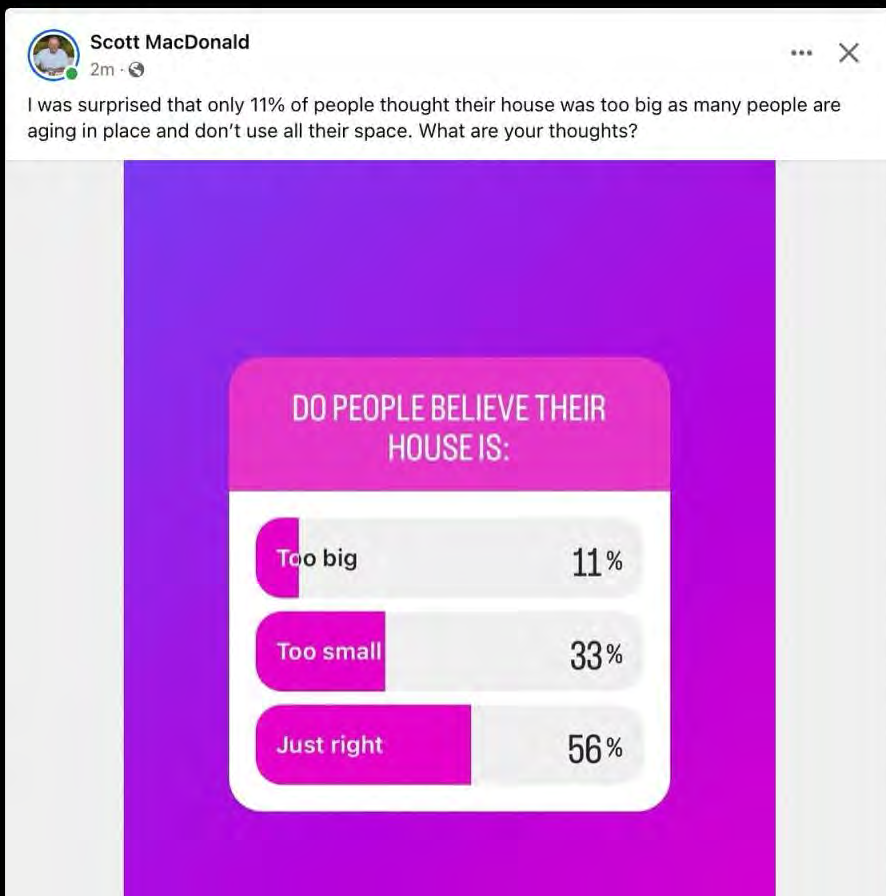 Scott MacDonald
2m ·
I was surprised that only 11% of people thought their house was too big as many people are
aging in place and don't use all their space. What are your thoughts?
DO PEOPLE BELIEVE THEIR
HOUSE IS:
Too big 11%
Too small 33%
Just right 56%